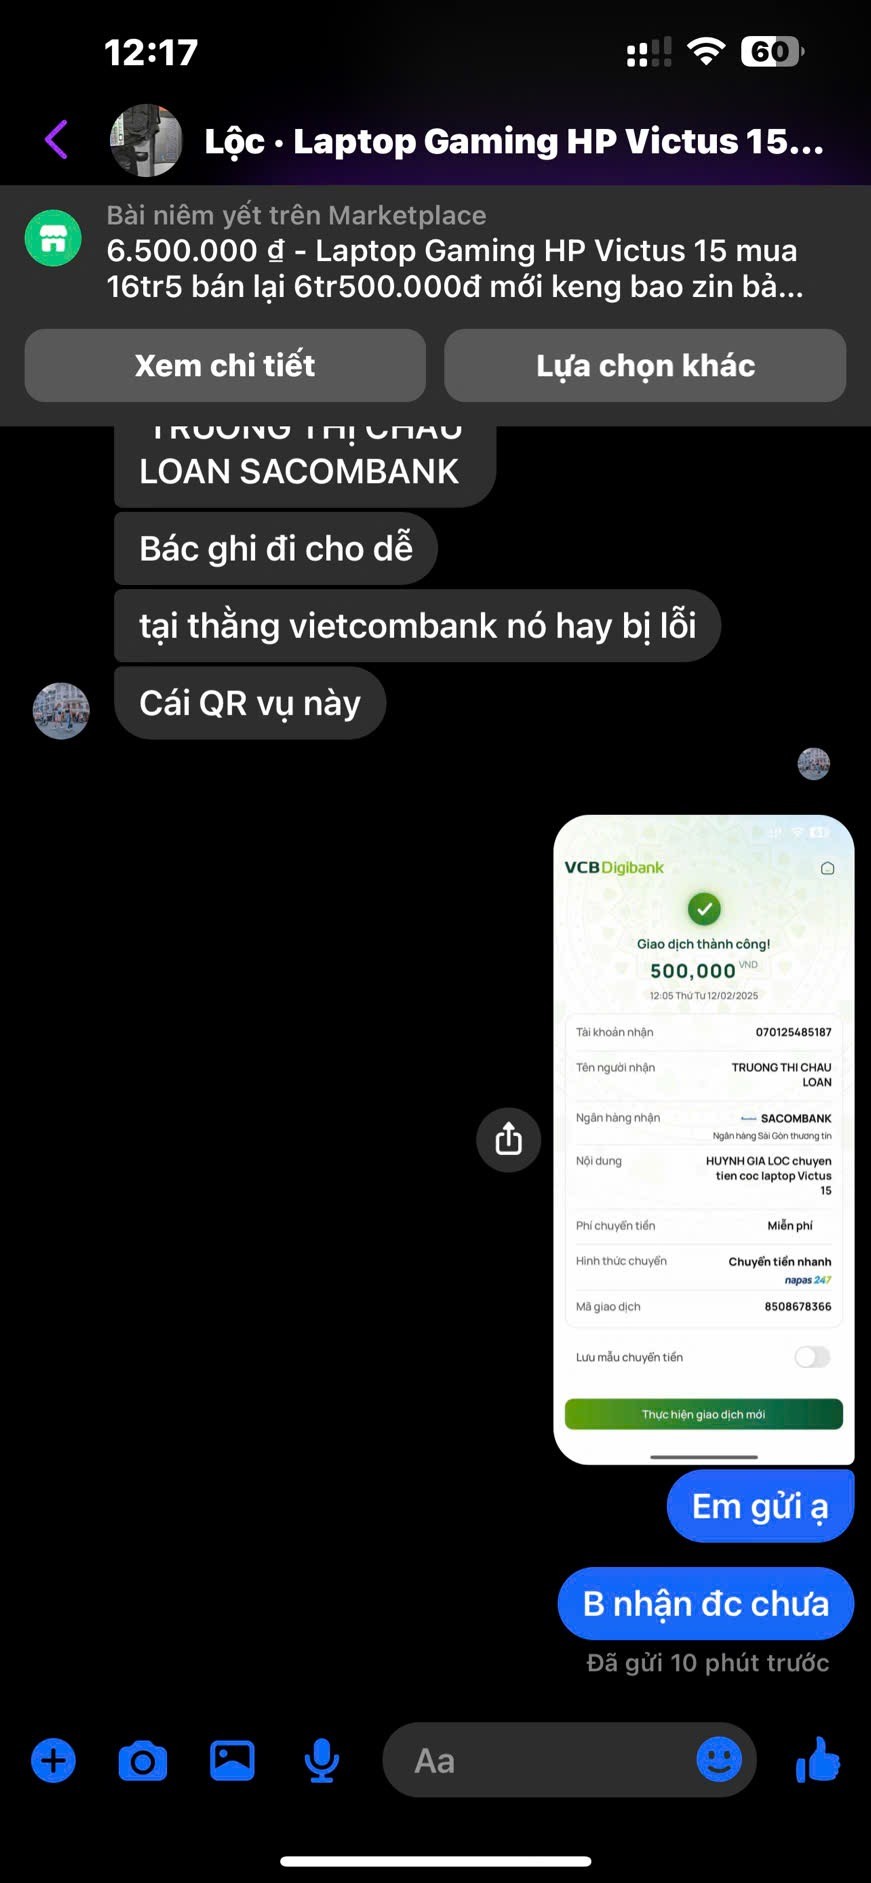 12:17
60
Lộc · Laptop Gaming HP Victus 15...
Bài niêm yết trên Marketplace
6.500.000 ₫ - Laptop Gaming HP Victus 15 mua
16tr5 bán lại 6tr500.000đ mới keng bao zin bả...
Xem chi tiết
Lựa chọn khác
TRUONG THỊ CHAU
LOAN SACOMBANK
Bác ghi đi cho dễ
tại thằng vietcombank nó hay bị lỗi
Cái QR vụ này
VCB Digibank
Giao dịch thành công!
500,000 VND
12:05 Thứ Tư 12/02/2025
Tài khoản nhận 070125485187
Tên người nhận TRUONG THI CHAU
LOAN
Ngân hàng nhận SACOMBANK
Ngân hàng Sài Gòn thương tín
Nội dung HUYNH GIA LOC chuyen
tien coc laptop Victus
15
Phí chuyển tiền Miễn phí
Hình thức chuyển Chuyển tiền nhanh
napas 247
Mã giao dịch 8508678366
Lưu mẫu chuyển tiền
Thực hiện giao dịch mới
Em gửi ạ
B nhận đc chưa
Đã gửi 10 phút trước
Aa